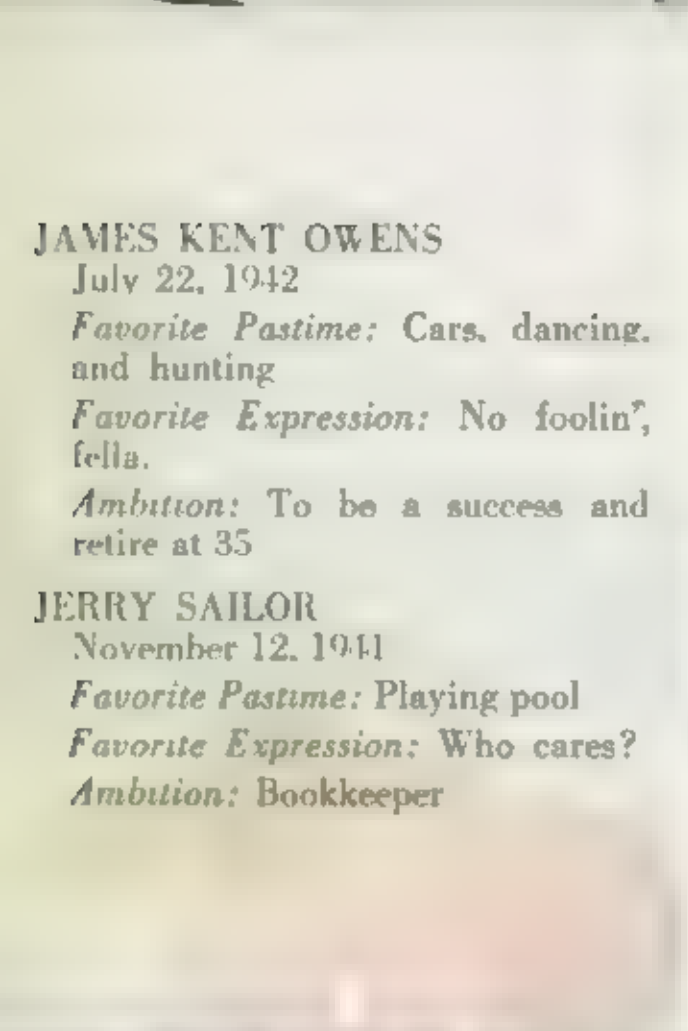 JAMES KENT OWENS
July 22, 1942
Favorite Pastime: Cars, dancing,
and hunting
Favorite Expression: No foolin',
fella.
Ambition: To be a success and
retire at 35
JERRY SAILOR
November 12, 1941
Favorite Pastime: Playing pool
Favorite Expression: Who cares?
Ambition: Bookkeeper